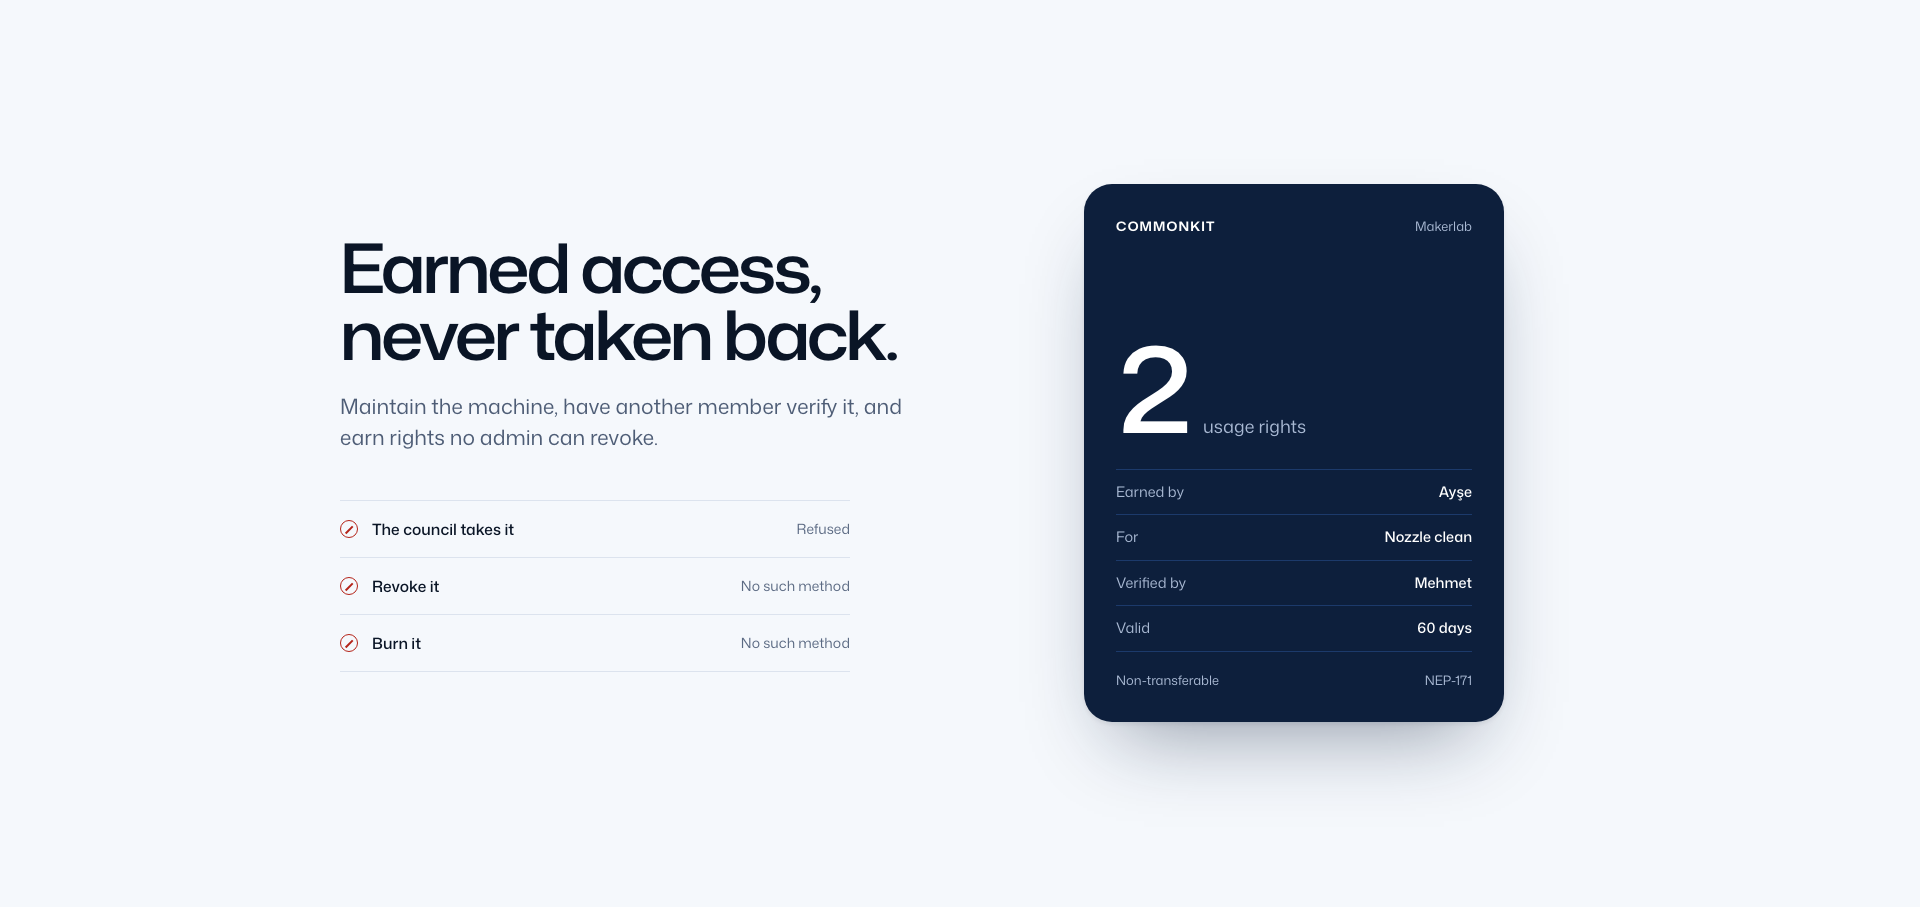 Earned access,
never taken back.
Maintain the machine, have another member verify it, and
earn rights no admin can revoke.
The council takes it Refused
Revoke it No such method
Burn it No such method
COMMONKIT Makerlab
2 usage rights
Earned by Ayşe
For Nozzle clean
Verified by Mehmet
Valid 60 days
Non-transferable NEP-171